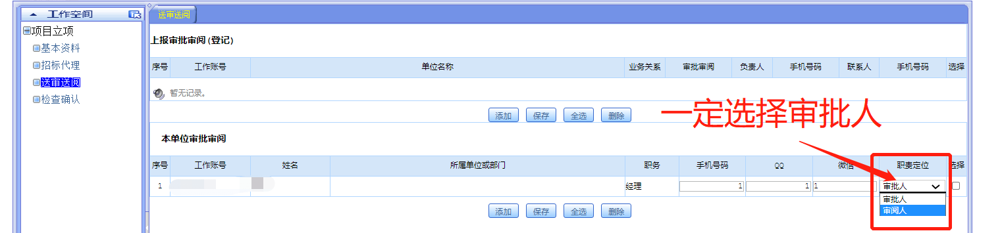 工作空间
项目立项
基本资料
招标代理
送审送阅
检查确认
送审送阅
上报审批审阅(登记)
序号 工作账号 单位名称 业务关系 审批审阅 负责人 手机号码 联系人 手机号码 选择
暂无记录。
添加 保存 全选 删除
一定选择审批人
本单位审批审阅
序号 工作账号 姓名 所属单位或部门 职务 手机号码 QQ 微信 职责定位 选择
1 经理 1 1 1 审批人
审批人
审阅人
添加 保存 全选 删除